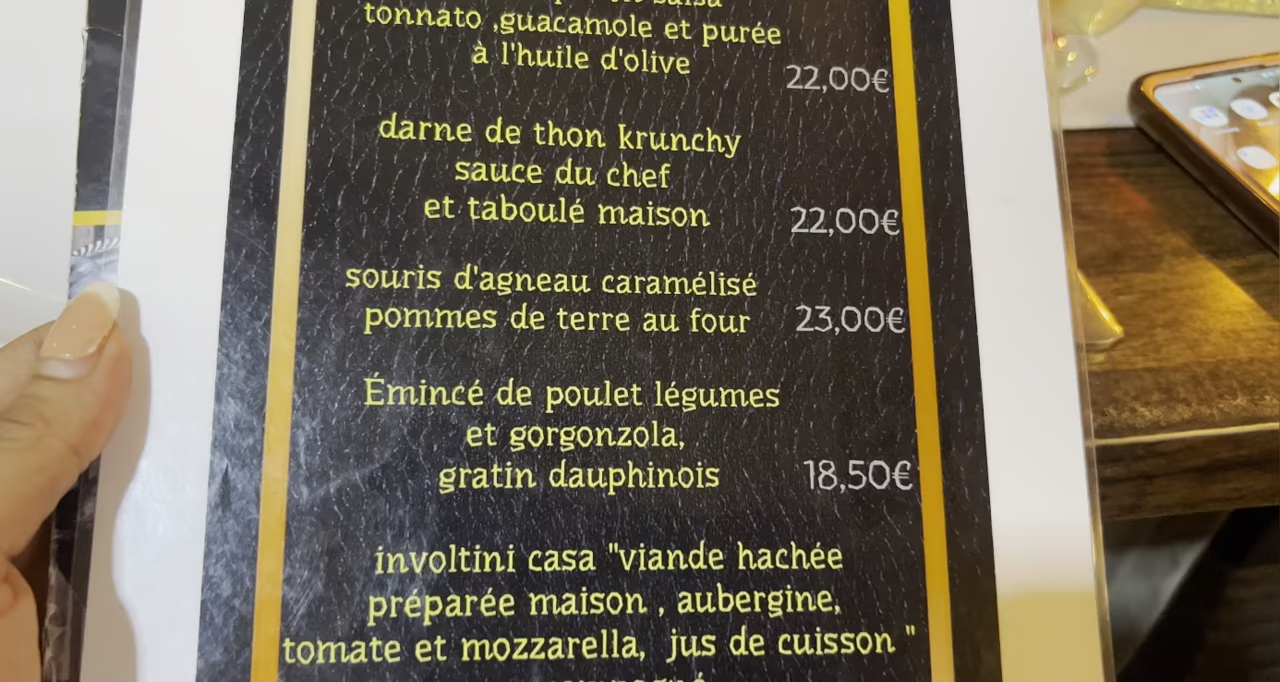 tonnato ,guacamole et purée
à l'huile d'olive
22,00€
darne de thon krunchy
sauce du chef
et taboulé maison
22,00€
souris d'agneau caramélisé
pommes de terre au four
23,00€
Émincé de poulet légumes
et gorgonzola,
gratin dauphinois
18,50€
involtini casa "viande hachée
préparée maison , aubergine,
tomate et mozzarella, jus de cuisson "